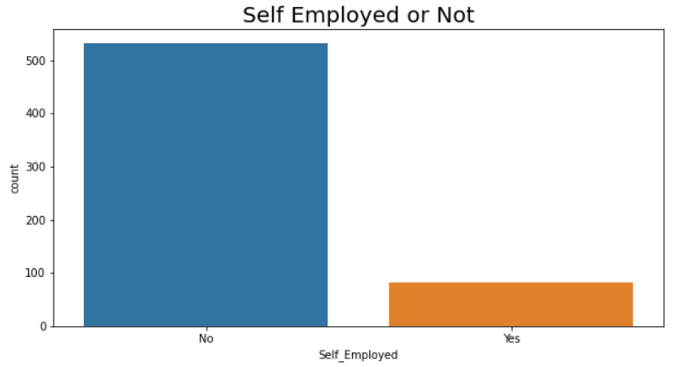 Self Employed or Not
500
400
300
200
100
0
count
No
Yes
Self_Employed